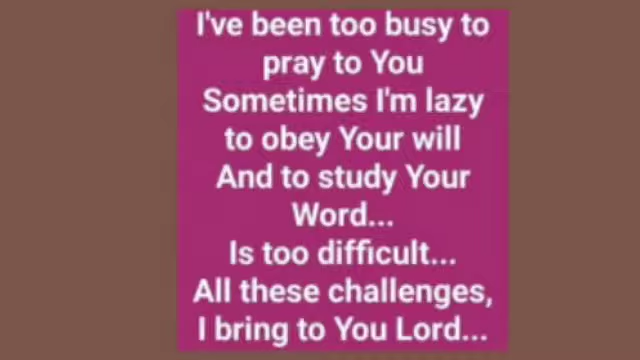 I've been too busy to
pray to You
Sometimes I'm lazy
to obey Your will
And to study Your
Word...
Is too difficult...
All these challenges,
I bring to You Lord...